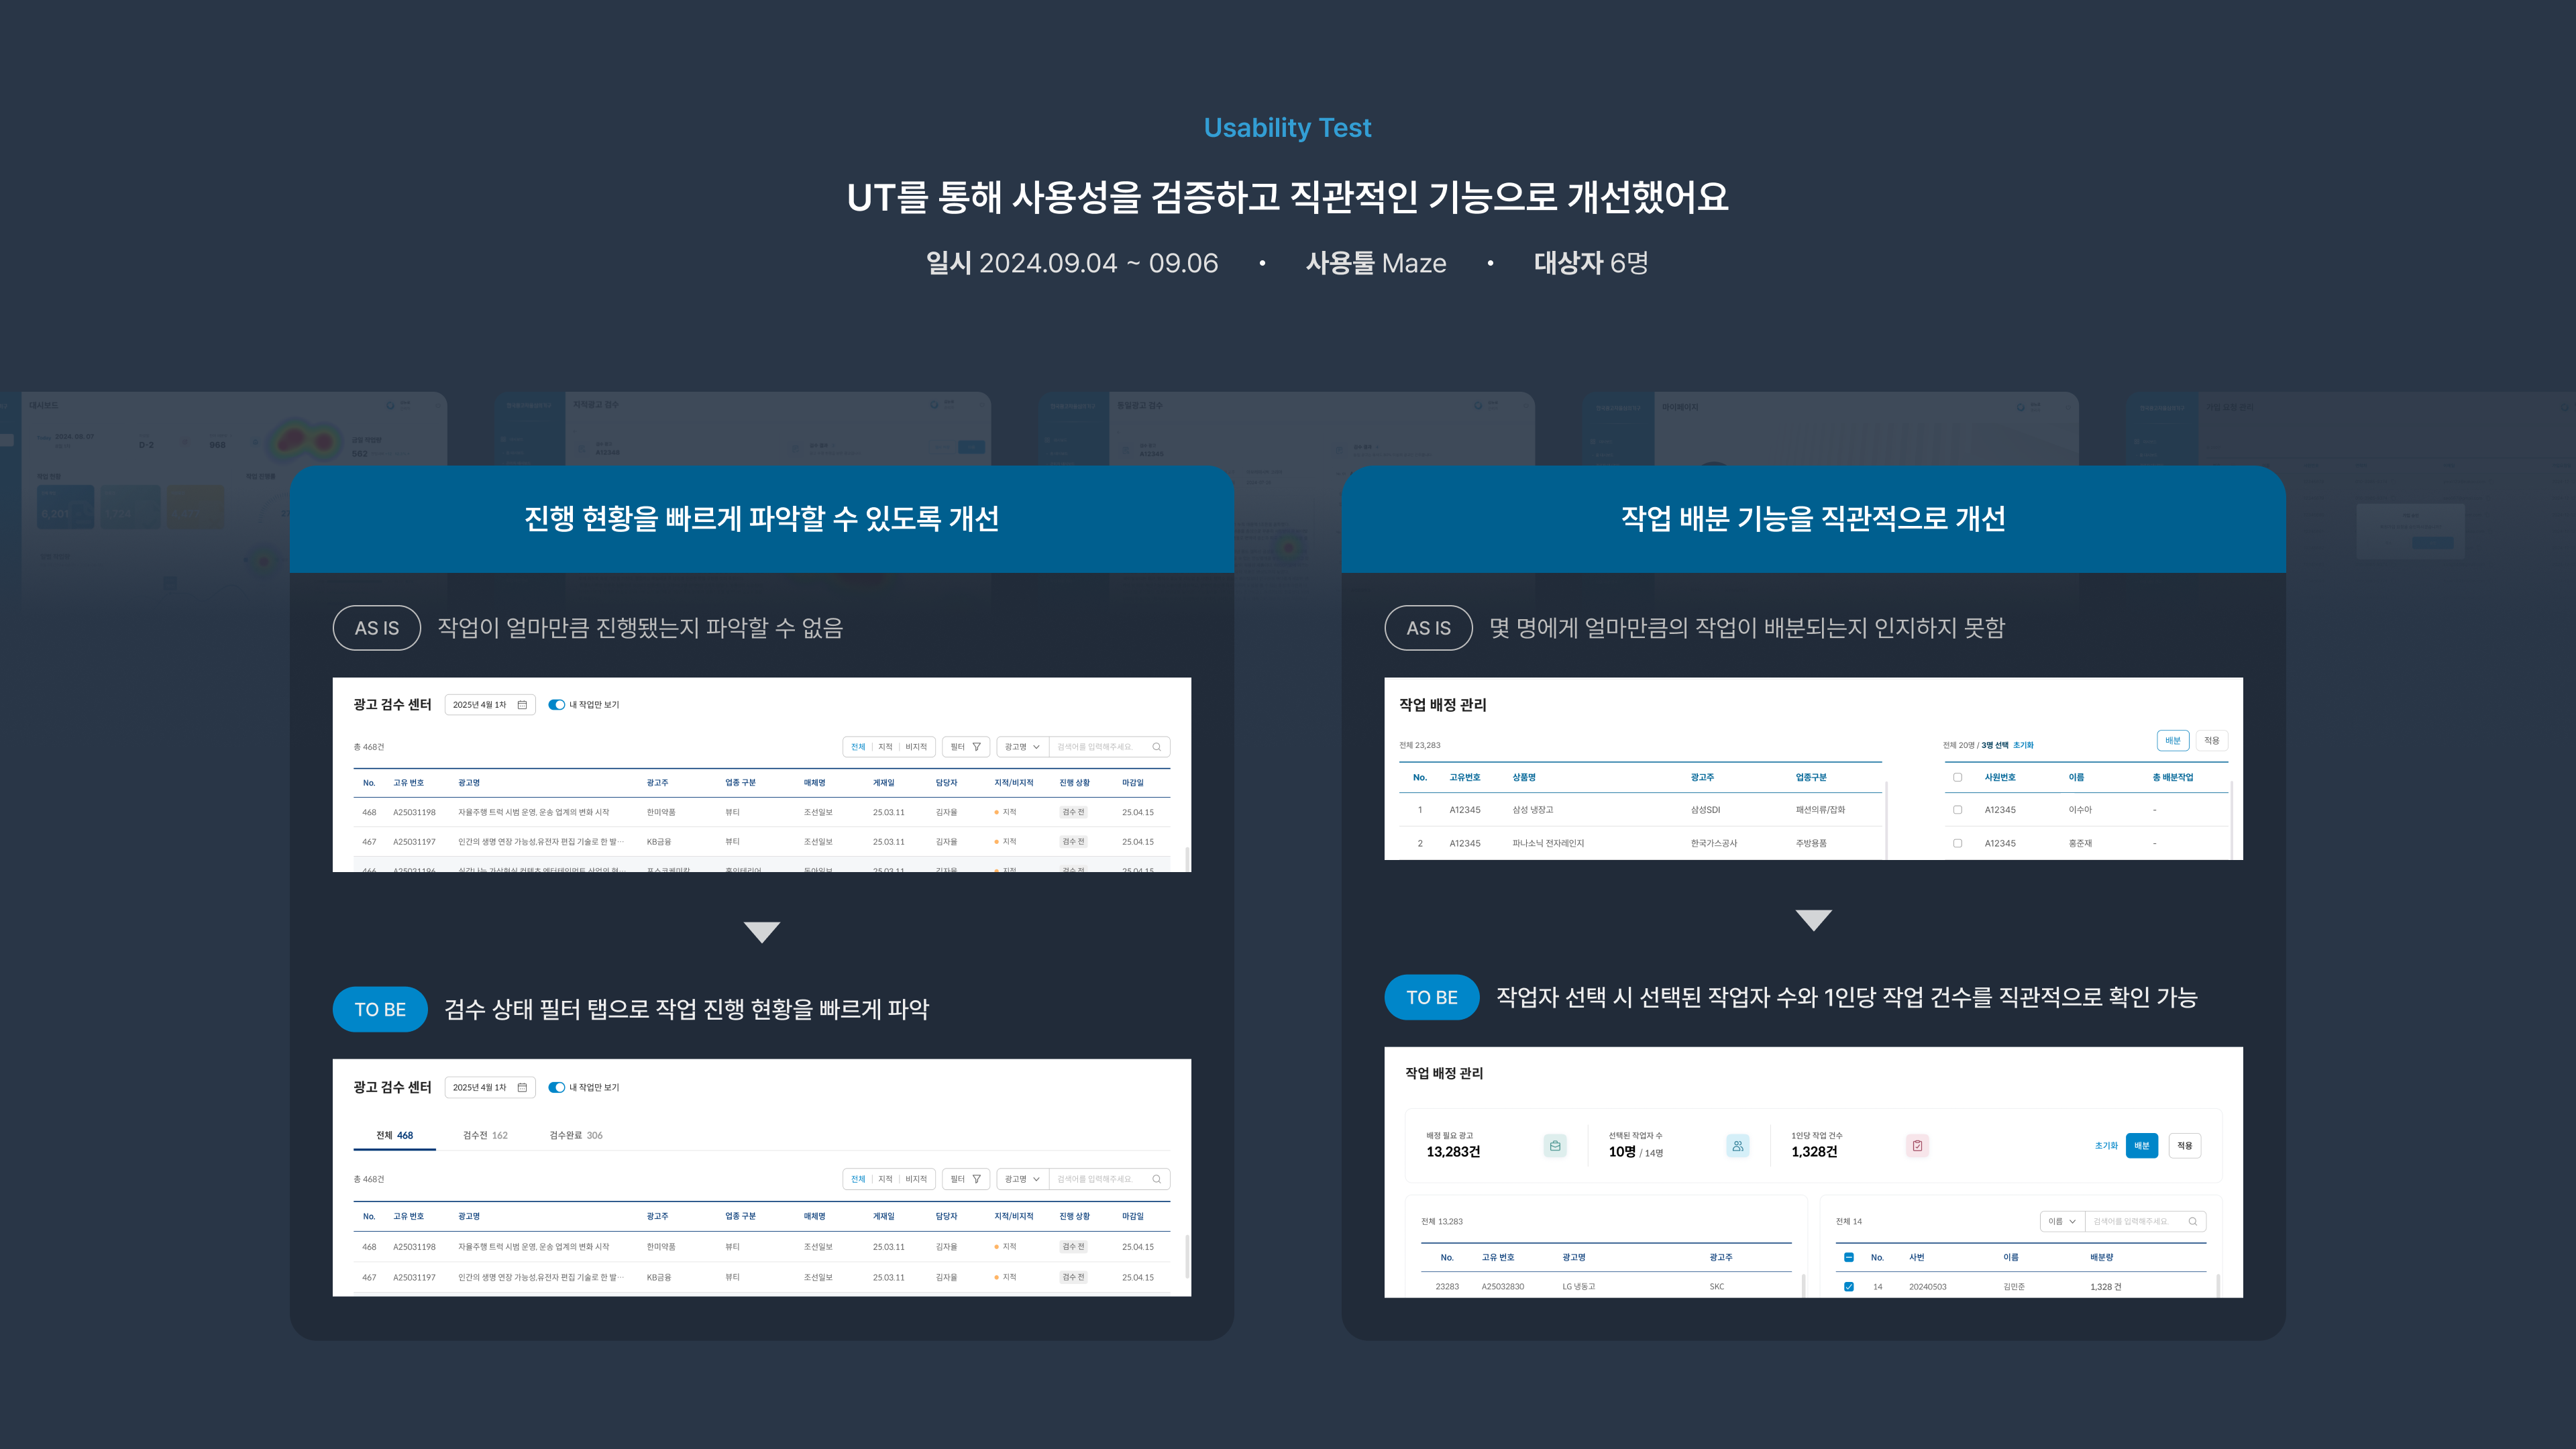 Usability Test
UT를 통해 사용성을 검증하고 직관적인 기능으로 개선했어요
일시 2024.09.04 ~ 09.06 • 사용툴 Maze • 대상자 6명
대시보드
D-2
988
582
6,201
A12345
마이페이지
진행 현황을 빠르게 파악할 수 있도록 개선
AS IS 작업이 얼마만큼 진행됐는지 파악할 수 없음
광고 검수 센터 2025년 4월 1차 내 작업만 보기
총 468건 전체 지적 비지적 필터 광고명 검색어를 입력해주세요.
No. 고유 번호 광고명 광고주 업종 구분 매체명 게재일 담당자 지적/비지적 진행 상황 마감일
468 A25031198 자율주행 트럭 시범 운영, 운송 업계의 변화 시작 한미약품 뷰티 조선일보 25.03.11 김자율 지적 검수 전 25.04.15
467 A25031197 인간의 생명 연장 가능성,유전자 편집 기술로 한 발… KB금융 뷰티 조선일보 25.03.11 김자율 지적 검수 전 25.04.15
466 A25031196 25.03.11 김자율 지적 검수 전 25.04.15
TO BE 검수 상태 필터 탭으로 작업 진행 현황을 빠르게 파악
광고 검수 센터 2025년 4월 1차 내 작업만 보기
전체 468 검수전 162 검수완료 306
총 468건 전체 지적 비지적 필터 광고명 검색어를 입력해주세요.
No. 고유 번호 광고명 광고주 업종 구분 매체명 게재일 담당자 지적/비지적 진행 상황 마감일
468 A25031198 자율주행 트럭 시범 운영, 운송 업계의 변화 시작 한미약품 뷰티 조선일보 25.03.11 김자율 지적 검수 전 25.04.15
467 A25031197 인간의 생명 연장 가능성,유전자 편집 기술로 한 발… KB금융 뷰티 조선일보 25.03.11 김자율 지적 검수 전 25.04.15
작업 배분 기능을 직관적으로 개선
AS IS 몇 명에게 얼마만큼의 작업이 배분되는지 인지하지 못함
작업 배정 관리
전체 23,283 전체 20명 / 3명 선택 초기화 배분 적용
No. 고유번호 상품명 광고주 업종구분 사원번호 이름 총 배분작업
1 A12345 삼성 냉장고 삼성SDI 패션의류/잡화 A12345 이수아 -
2 A12345 파나소닉 전자레인지 한국가스공사 주방용품 A12345 홍준재 -
TO BE 작업자 선택 시 선택된 작업자 수와 1인당 작업 건수를 직관적으로 확인 가능
작업 배정 관리
배정 필요 광고 선택된 작업자 수 1인당 작업 건수
13,283건 10명 / 14명 1,328건 초기화 배분 적용
전체 13,283 전체 14 이름 검색어를 입력해주세요
No. 고유 번호 광고명 광고주 No. 사번 이름 배분량
23283 A25032830 LG 냉동고 SKC 14 20240503 김민준 1,328 건